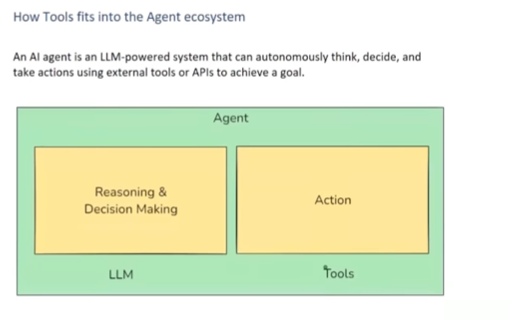 How Tools fits into the Agent ecosystem
An AI agent is an LLM-powered system that can autonomously think, decide, and
take actions using external tools or APIs to achieve a goal.
Agent
Reasoning &
Decision Making
Action
LLM
Tools